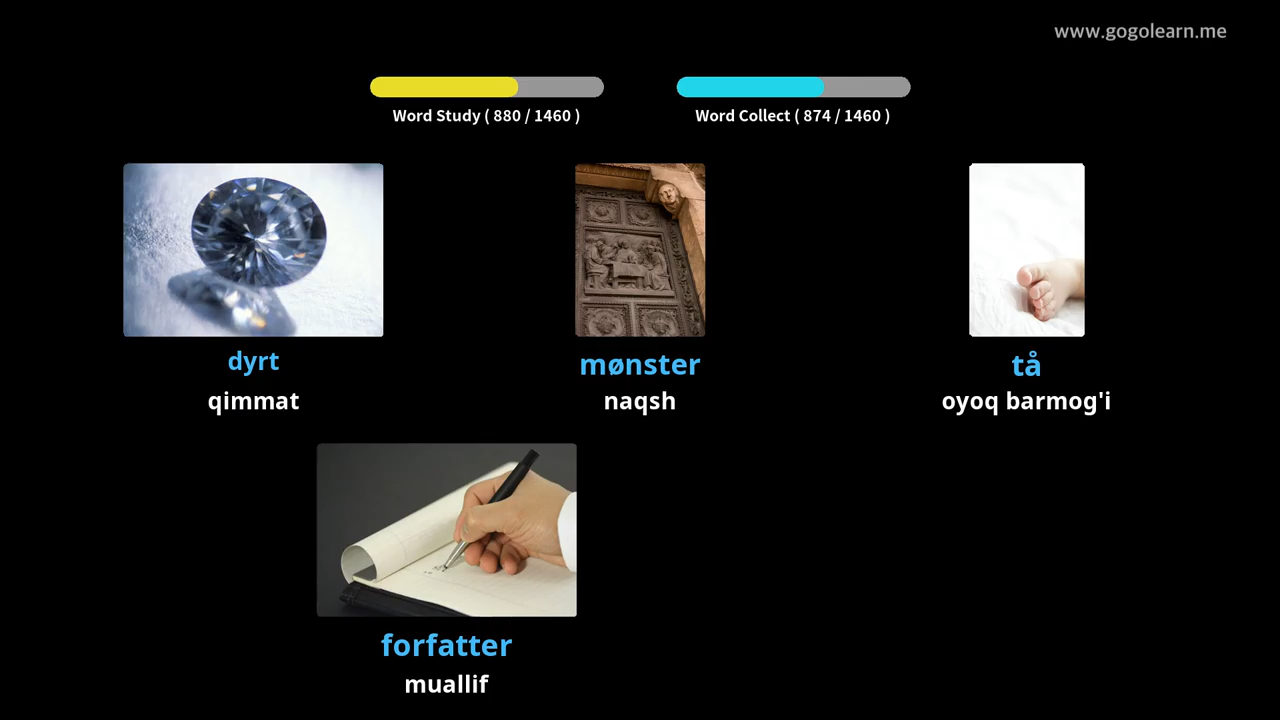 www.gogolearn.me
Word Study ( 880 / 1460 )
Word Collect ( 874 / 1460 )
dyrt
qimmat
mønster
naqsh
tå
oyoq barmog'i
forfatter
muallif